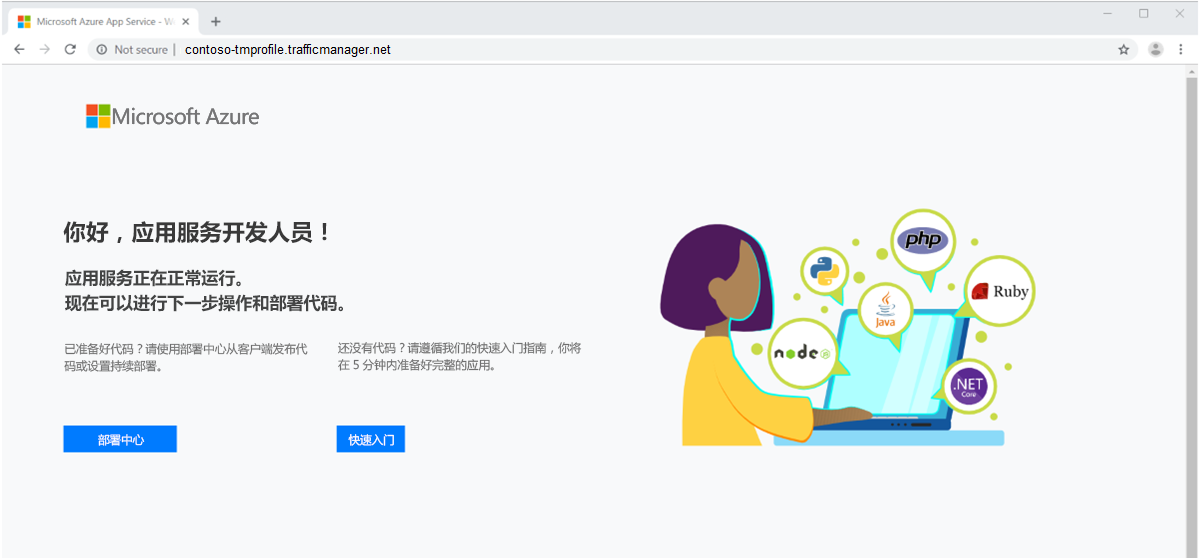 Microsoft Azure App Service - W
Not secure | contoso-tmprofile.trafficmanager.net
Microsoft Azure
你好，应用服务开发人员！
应用服务正在正常运行。
现在可以进行下一步操作和部署代码。
已准备好代码？请使用部署中心从客户端发布代
码或设置持续部署。
还没有代码？请遵循我们的快速入门指南，你将
在 5 分钟内准备好完整的应用。
部署中心
快速入门
php
Java
Ruby
node
JS
.NET
Core